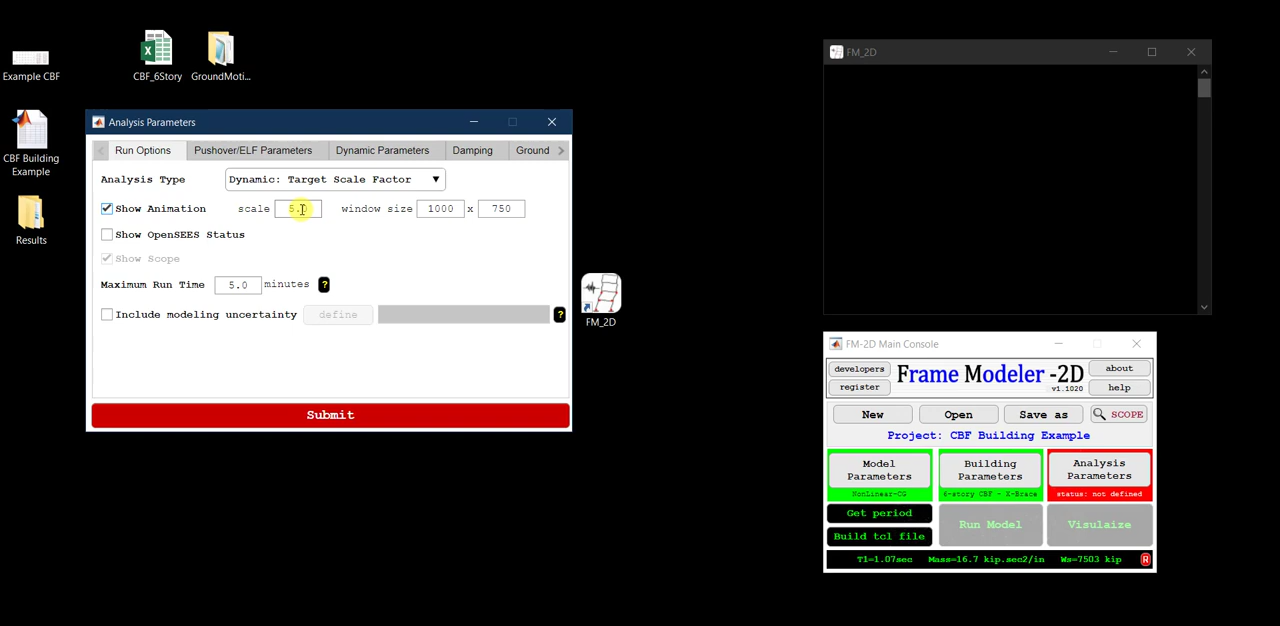 Example CBF
CBF_6Story
GroundMoti...
CBF Building
Example
Results
Analysis Parameters
Run Options
Pushover/ELF Parameters
Dynamic Parameters
Damping
Ground
Analysis Type
Dynamic: Target Scale Factor
Show Animation
scale
5.0
window size
1000
x
750
Show OpenSEES Status
Show Scope
Maximum Run Time
5.0
minutes
?
Include modeling uncertainty
define
?
Submit
FM_2D
FM_2D
FM-2D Main Console
developers
register
Frame Modeler -2D
v1.1020
about
help
New
Open
Save as
SCOPE
Project: CBF Building Example
Model
Parameters
Nonlinear-CG
Building
Parameters
6-story CBF - X-Brace
Analysis
Parameters
status: not defined
Get period
Build tcl file
Run Model
Visulaize
T1=1.07sec
Mass=16.7 kip.sec2/in
Ws=7503 kip
R